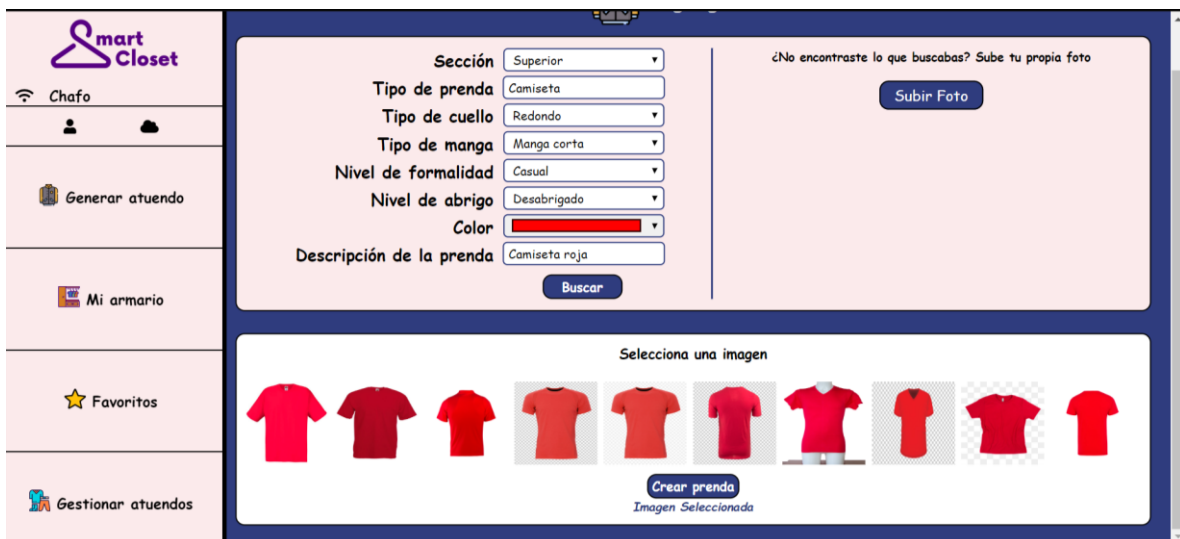 Smart
Closet
Chafo
Generar atuendo
Mi armario
Favoritos
Gestionar atuendos
Sección Superior
Tipo de prenda Camiseta
Tipo de cuello Redondo
Tipo de manga Manga corta
Nivel de formalidad Casual
Nivel de abrigo Desabrigado
Color
Descripción de la prenda Camiseta roja
Buscar
¿No encontraste lo que buscabas? Sube tu propia foto
Subir Foto
Selecciona una imagen
Crear prenda
Imagen Seleccionada